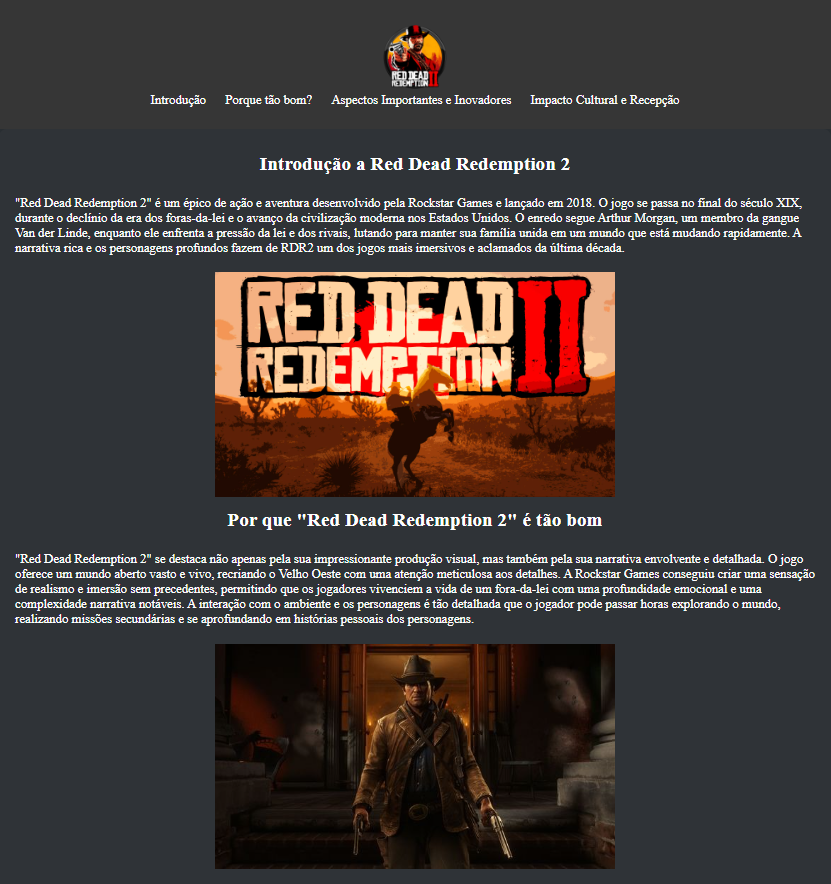 RED DEAD
REDEMPTION II
Introdução Porque tão bom? Aspectos Importantes e Inovadores Impacto Cultural e Recepção
Introdução a Red Dead Redemption 2
"Red Dead Redemption 2" é um épico de ação e aventura desenvolvido pela Rockstar Games e lançado em 2018. O jogo se passa no final do século XIX,
durante o declínio da era dos foras-da-lei e o avanço da civilização moderna nos Estados Unidos. O enredo segue Arthur Morgan, um membro da gangue
Van der Linde, enquanto ele enfrenta a pressão da lei e dos rivais, lutando para manter sua família unida em um mundo que está mudando rapidamente. A
narrativa rica e os personagens profundos fazem de RDR2 um dos jogos mais imersivos e aclamados da última década.
RED DEAD
REDEMPTION II
Por que "Red Dead Redemption 2" é tão bom
"Red Dead Redemption 2" se destaca não apenas pela sua impressionante produção visual, mas também pela sua narrativa envolvente e detalhada. O jogo
oferece um mundo aberto vasto e vivo, recriando o Velho Oeste com uma atenção meticulosa aos detalhes. A Rockstar Games conseguiu criar uma sensação
de realismo e imersão sem precedentes, permitindo que os jogadores vivenciem a vida de um fora-da-lei com uma profundidade emocional e uma
complexidade narrativa notáveis. A interação com o ambiente e os personagens é tão detalhada que o jogador pode passar horas explorando o mundo,
realizando missões secundárias e se aprofundando em histórias pessoais dos personagens.